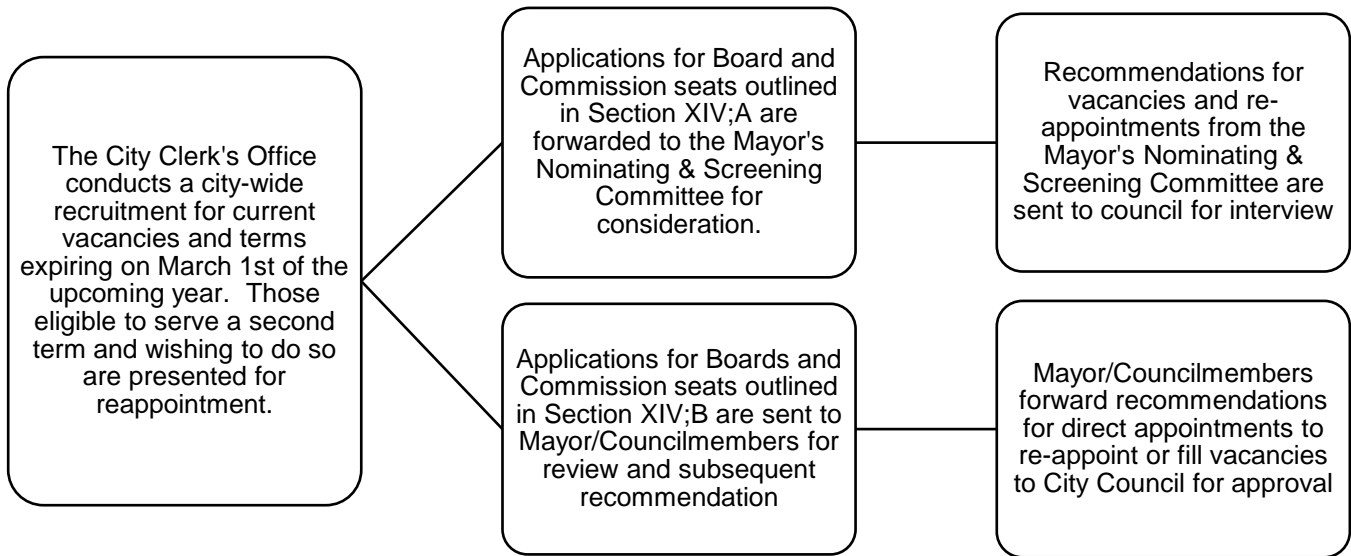 The City Clerk's Office
conducts a city-wide
recruitment for current
vacancies and terms
expiring on March 1st of the
upcoming year.  Those
eligible to serve a second
term and wishing to do so
are presented for
reappointment.
Applications for Board and
Commission seats outlined
in Section XIV;A are
forwarded to the Mayor's
Nominating & Screening
Committee for
consideration.
Recommendations for
vacancies and re-
appointments from the
Mayor's Nominating &
Screening Committee are
sent to council for interview
Applications for Boards and
Commission seats outlined
in Section XIV;B are sent to
Mayor/Councilmembers for
review and subsequent
recommendation
Mayor/Councilmembers
forward recommendations
for direct appointments to
re-appoint or fill vacancies
to City Council for approval